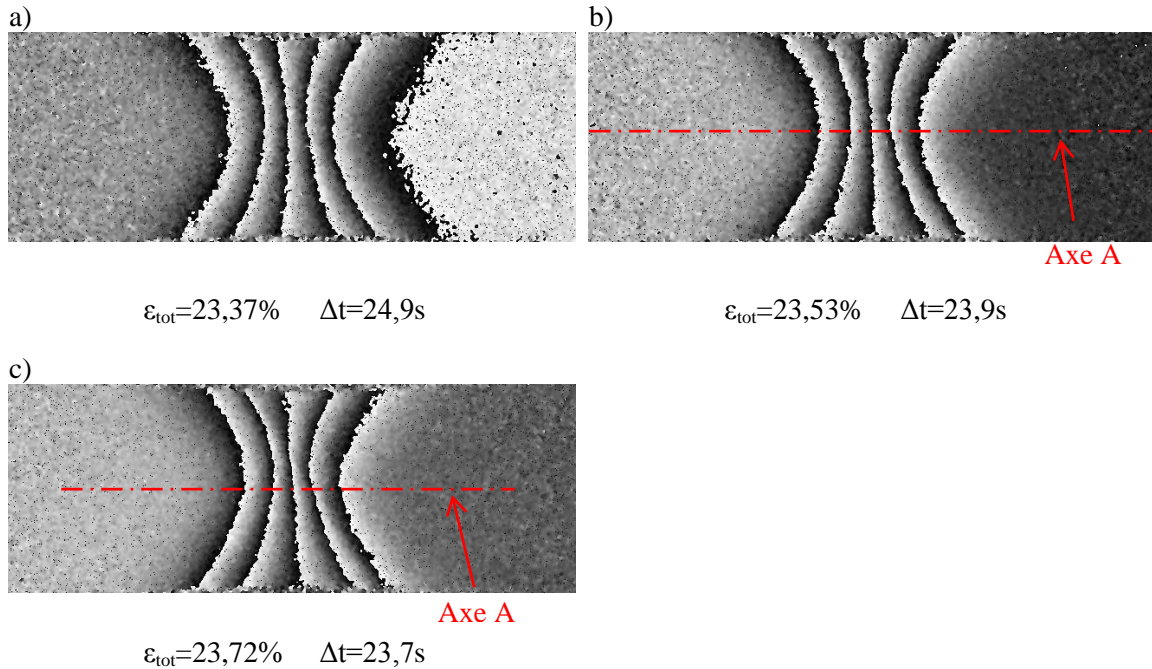 a)
b)
Axe A
εtot=23,37% Δt=24,9s
εtot=23,53% Δt=23,9s
c)
Axe A
εtot=23,72% Δt=23,7s